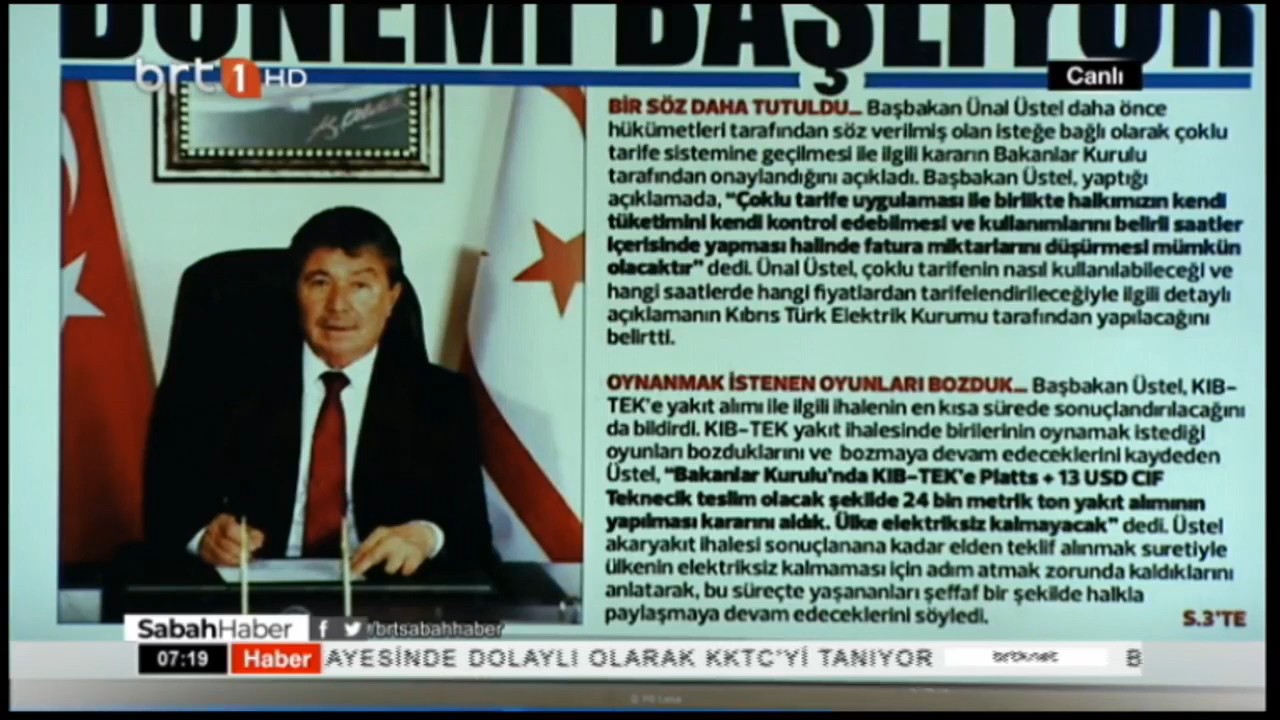 DÖNEMİ BAŞLIYOR
brt 1 HD
Canlı
BİR SÖZ DAHA TUTULDU... Başbakan Ünal Üstel daha önce
hükümetleri tarafından söz verilmiş olan isteğe bağlı olarak çoklu
tarife sistemine geçilmesi ile ilgili kararın Bakanlar Kurulu
tarafından onaylandığını açıkladı. Başbakan Üstel, yaptığı
açıklamada, "Çoklu tarife uygulaması ile birlikte halkımızın kendi
tüketimini kendi kontrol edebilmesi ve kullanımlarını belirli saatler
içerisinde yapması halinde fatura miktarlarını düşürmesi mümkün
olacaktır" dedi. Ünal Üstel, çoklu tarifenin nasıl kullanılabileceği ve
hangi saatlerde hangi fiyatlardan tarifelendirileceğiyle ilgili detaylı
açıklamanın Kıbrıs Türk Elektrik Kurumu tarafından yapılacağını
belirtti.
OYNANMAK İSTENEN OYUNLARI BOZDUK... Başbakan Üstel, KIB-
TEK'e yakıt alımı ile ilgili ihalenin en kısa sürede sonuçlandırılacağını
da bildirdi. KIB-TEK yakıt ihalesinde birilerinin oynamak istediği
oyunları bozduklarını ve bozmaya devam edeceklerini kaydeden
Üstel, "Bakanlar Kurulu'nda KIB-TEK'e Platts + 13 USD CIF
Teknecik teslim olacak şekilde 24 bin metrik ton yakıt alımının
yapılması kararını aldık. Ülke elektriksiz kalmayacak" dedi. Üstel
akaryakıt ihalesi sonuçlanana kadar elden teklif alınmak suretiyle
ülkenin elektriksiz kalmaması için adım atmak zorunda kaldıklarını
anlatarak, bu süreçte yaşananları şeffaf bir şekilde halkla
paylaşmaya devam edeceklerini söyledi.
S.3'TE
SabahHaber
/brtsabahhaber
07:19
Haber
AYESİNDE DOLAYLI OLARAK KKTC'Yİ TANIYOR
brtk.net